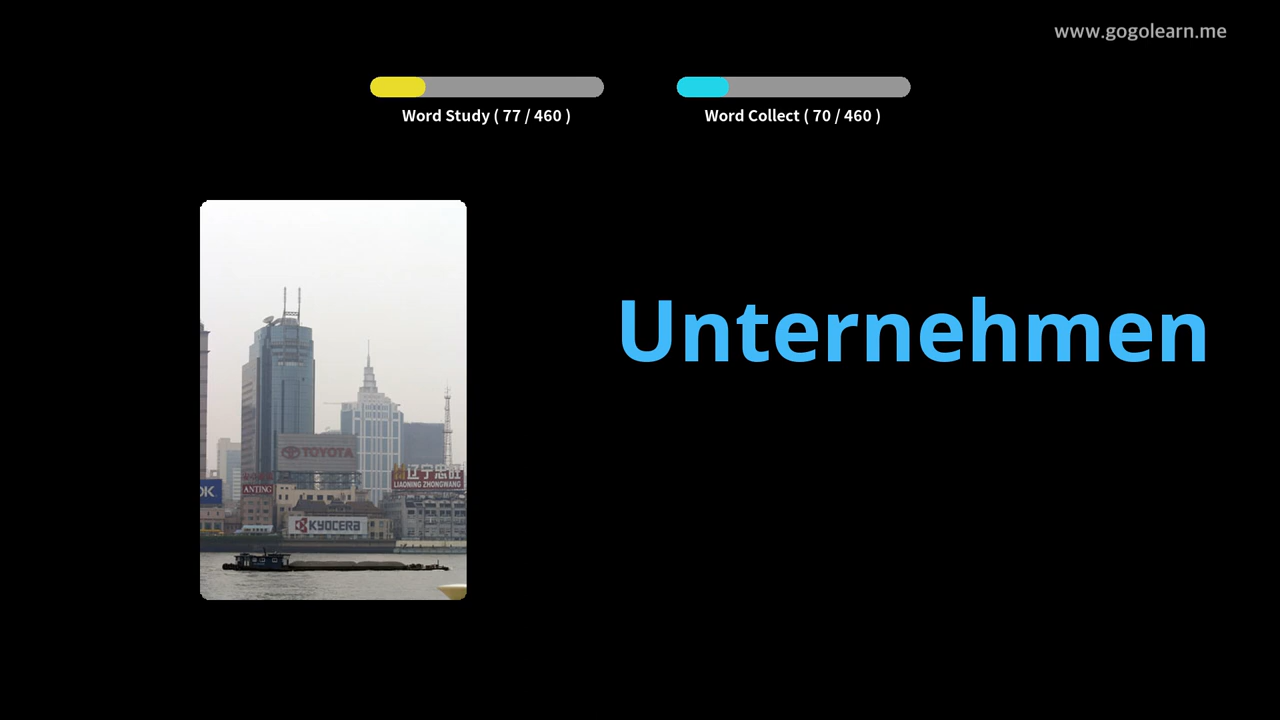 www.gogolearn.me
Word Study ( 77 / 460 )
Word Collect ( 70 / 460 )
Unternehmen
TOYOTA
辽宁忠旺
LIAONING ZHONGWANG
OK
ANTING
KYOCERA